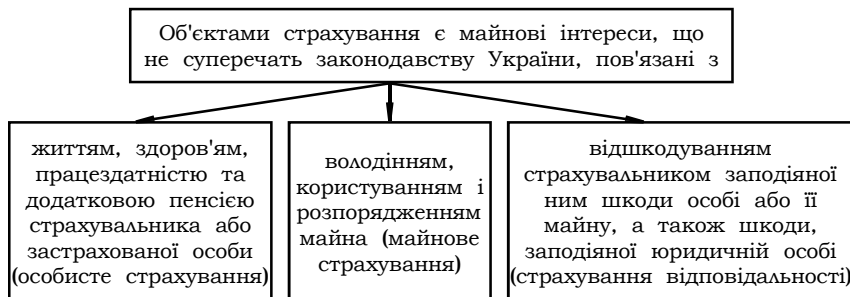 Об'єктами страхування є майнові інтереси, що
не суперечать законодавству України, пов'язані з
життям, здоров'ям,
працездатністю та
додатковою пенсією
страхувальника або
застрахованої особи
(особисте страхування)
володінням,
користуванням і
розпорядженням
майна (майнове
страхування)
відшкодуванням
страхувальником заподіяної
ним шкоди особі або її
майну, а також шкоди,
заподіяної юридичній особі
(страхування відповідальності)